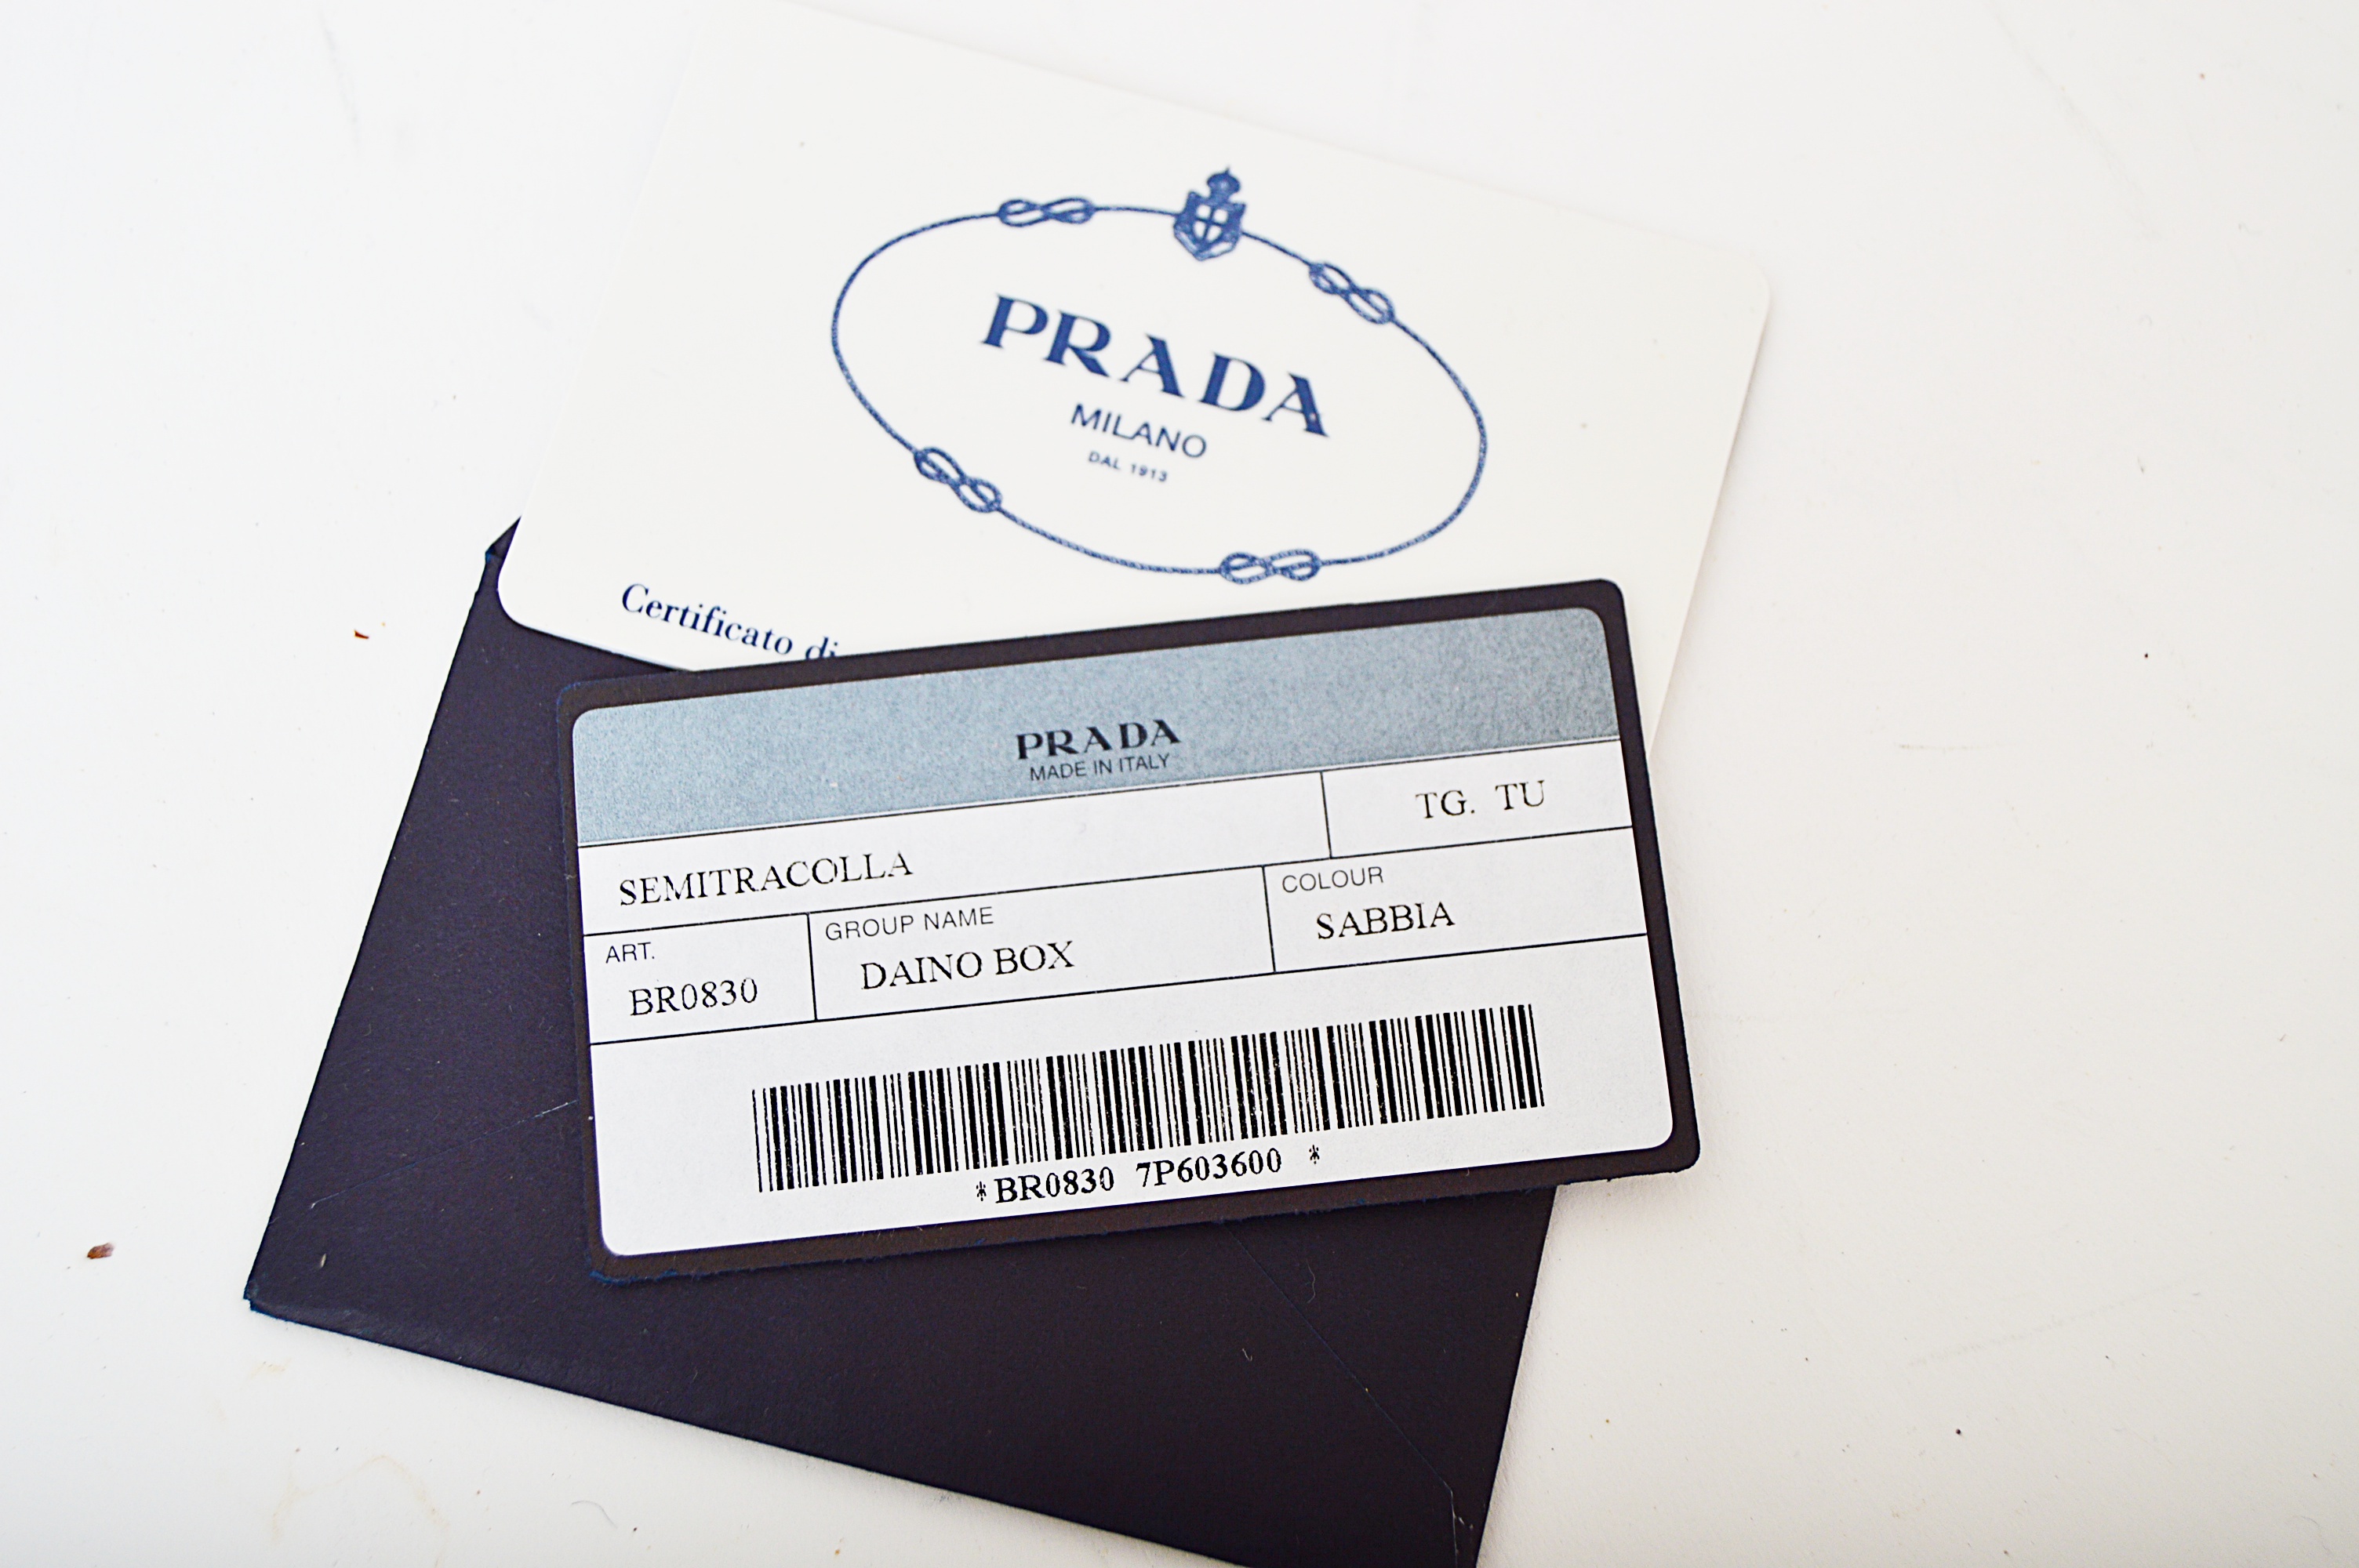 PRADA
MILANO
DAL 1913
Certificato di
PRADA
MADE IN ITALY
SEMITRACOLLA
TG. TU
ART.
BR0830
GROUP NAME
DAINO BOX
COLOUR
SABBIA
*BR0830 7P603600 *